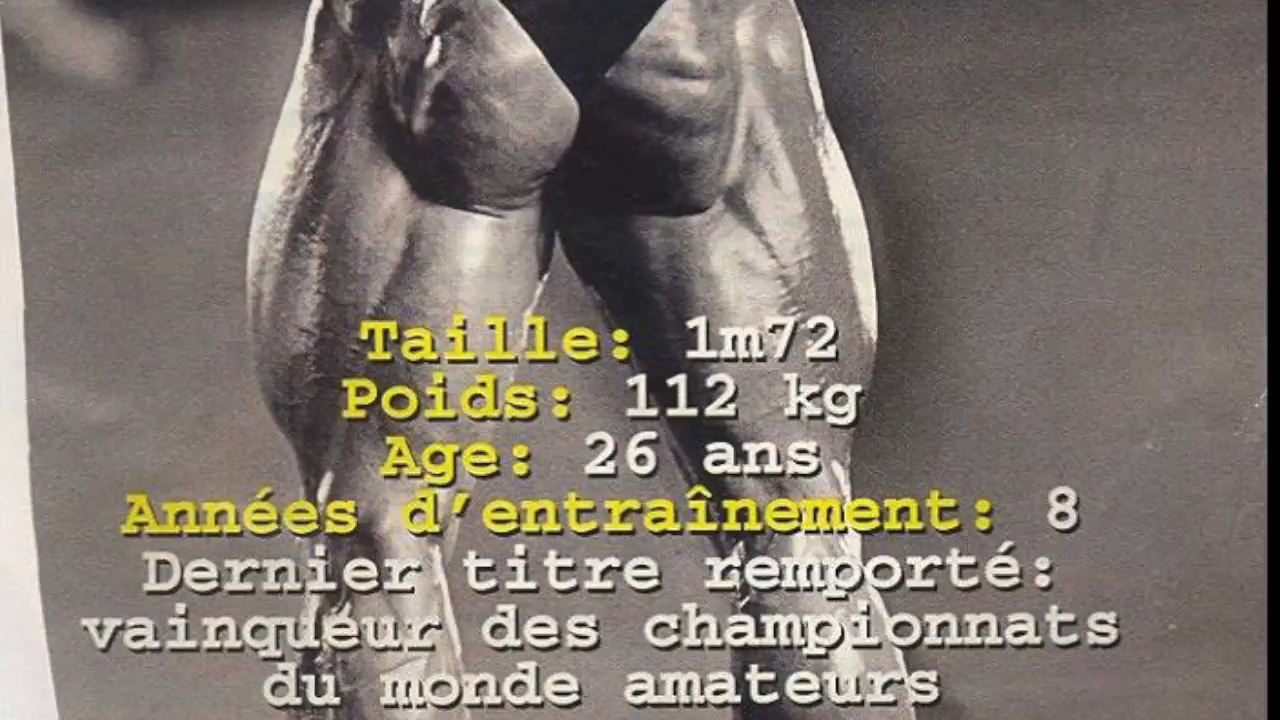 Taille: 1m72
Poids: 112 kg
Age: 26 ans
Années d'entraînement: 8
Dernier titre remporté:
vainquéur des championnats
du monde amateurs